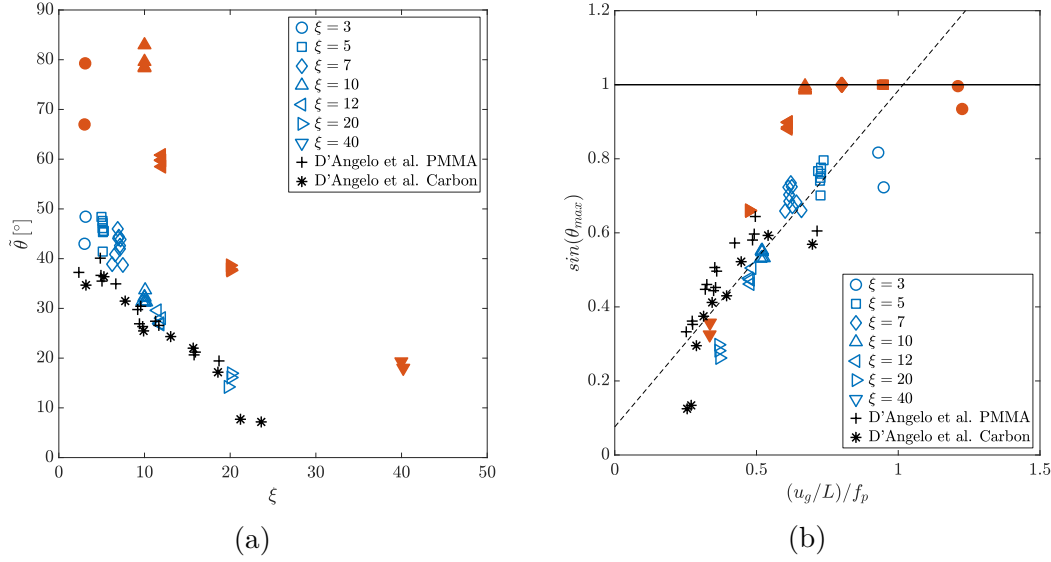 90
80
70
60
50
40
30
20
10
0
θ̃ [°]
0 10 20 30 40 50
ξ
ξ = 3
ξ = 5
ξ = 7
ξ = 10
ξ = 12
ξ = 20
ξ = 40
D'Angelo et al. PMMA
D'Angelo et al. Carbon
(a)
1.2
1
0.8
0.6
0.4
0.2
0
sin(θ_max)
0 0.5 1 1.5
(u_g/L)/f_p
ξ = 3
ξ = 5
ξ = 7
ξ = 10
ξ = 12
ξ = 20
ξ = 40
D'Angelo et al. PMMA
D'Angelo et al. Carbon
(b)